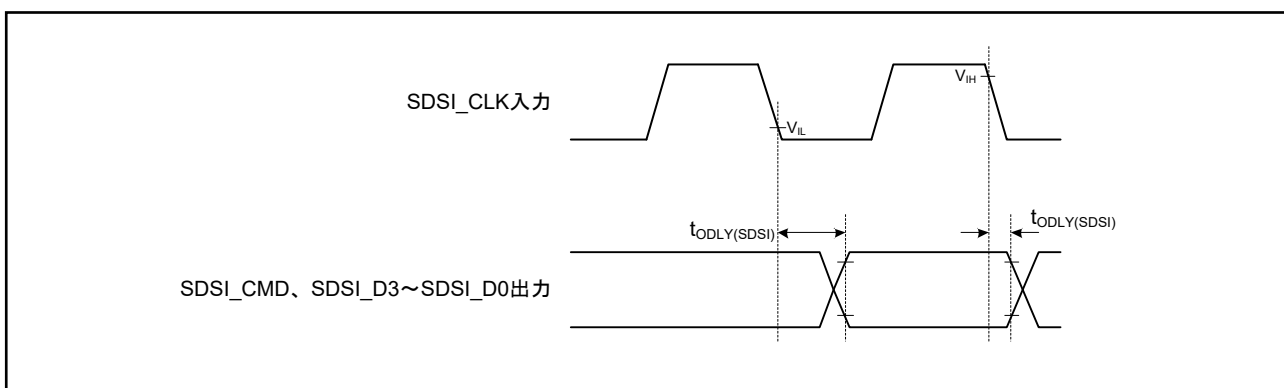 SDSI_CLK入力
VIH
VIL
tODLY(SDSI)
tODLY(SDSI)
SDSI_CMD、SDSI_D3～SDSI_D0出力